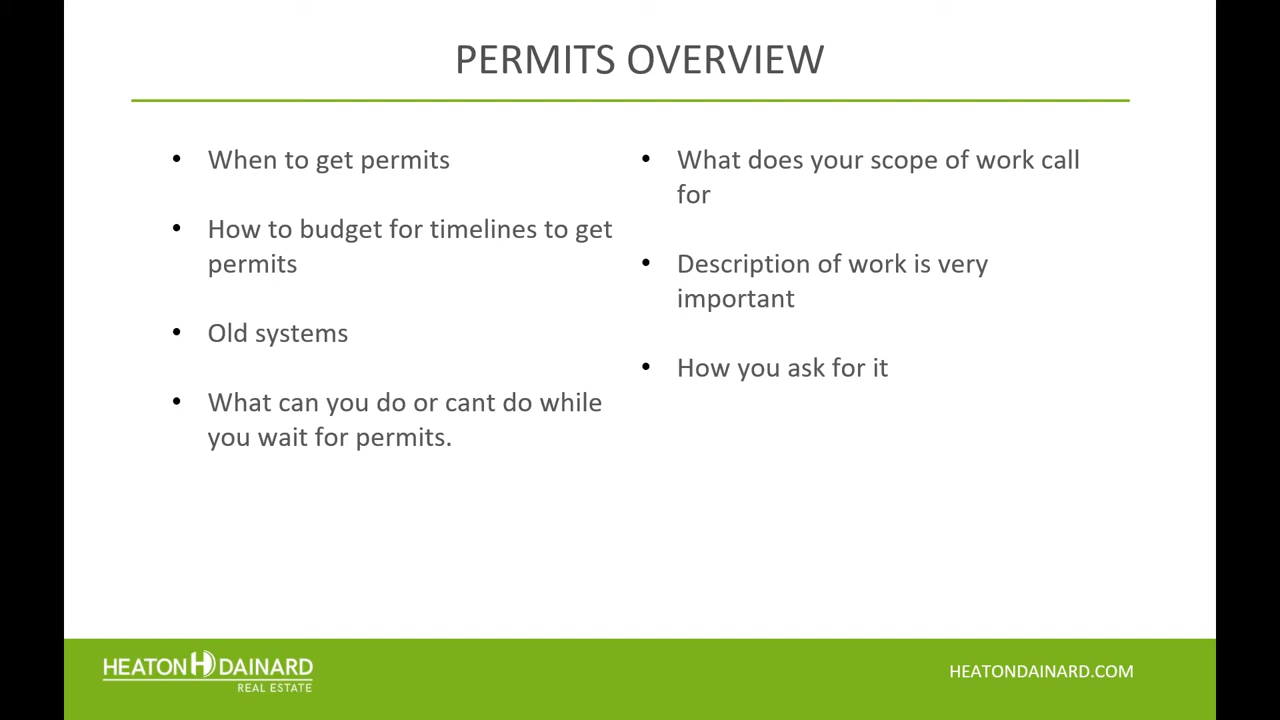 PERMITS OVERVIEW
• When to get permits
• How to budget for timelines to get
permits
• Old systems
• What can you do or cant do while
you wait for permits.
• What does your scope of work call
for
• Description of work is very
important
• How you ask for it
HEATON DAINARD
REAL ESTATE
HEATONDAINARD.COM